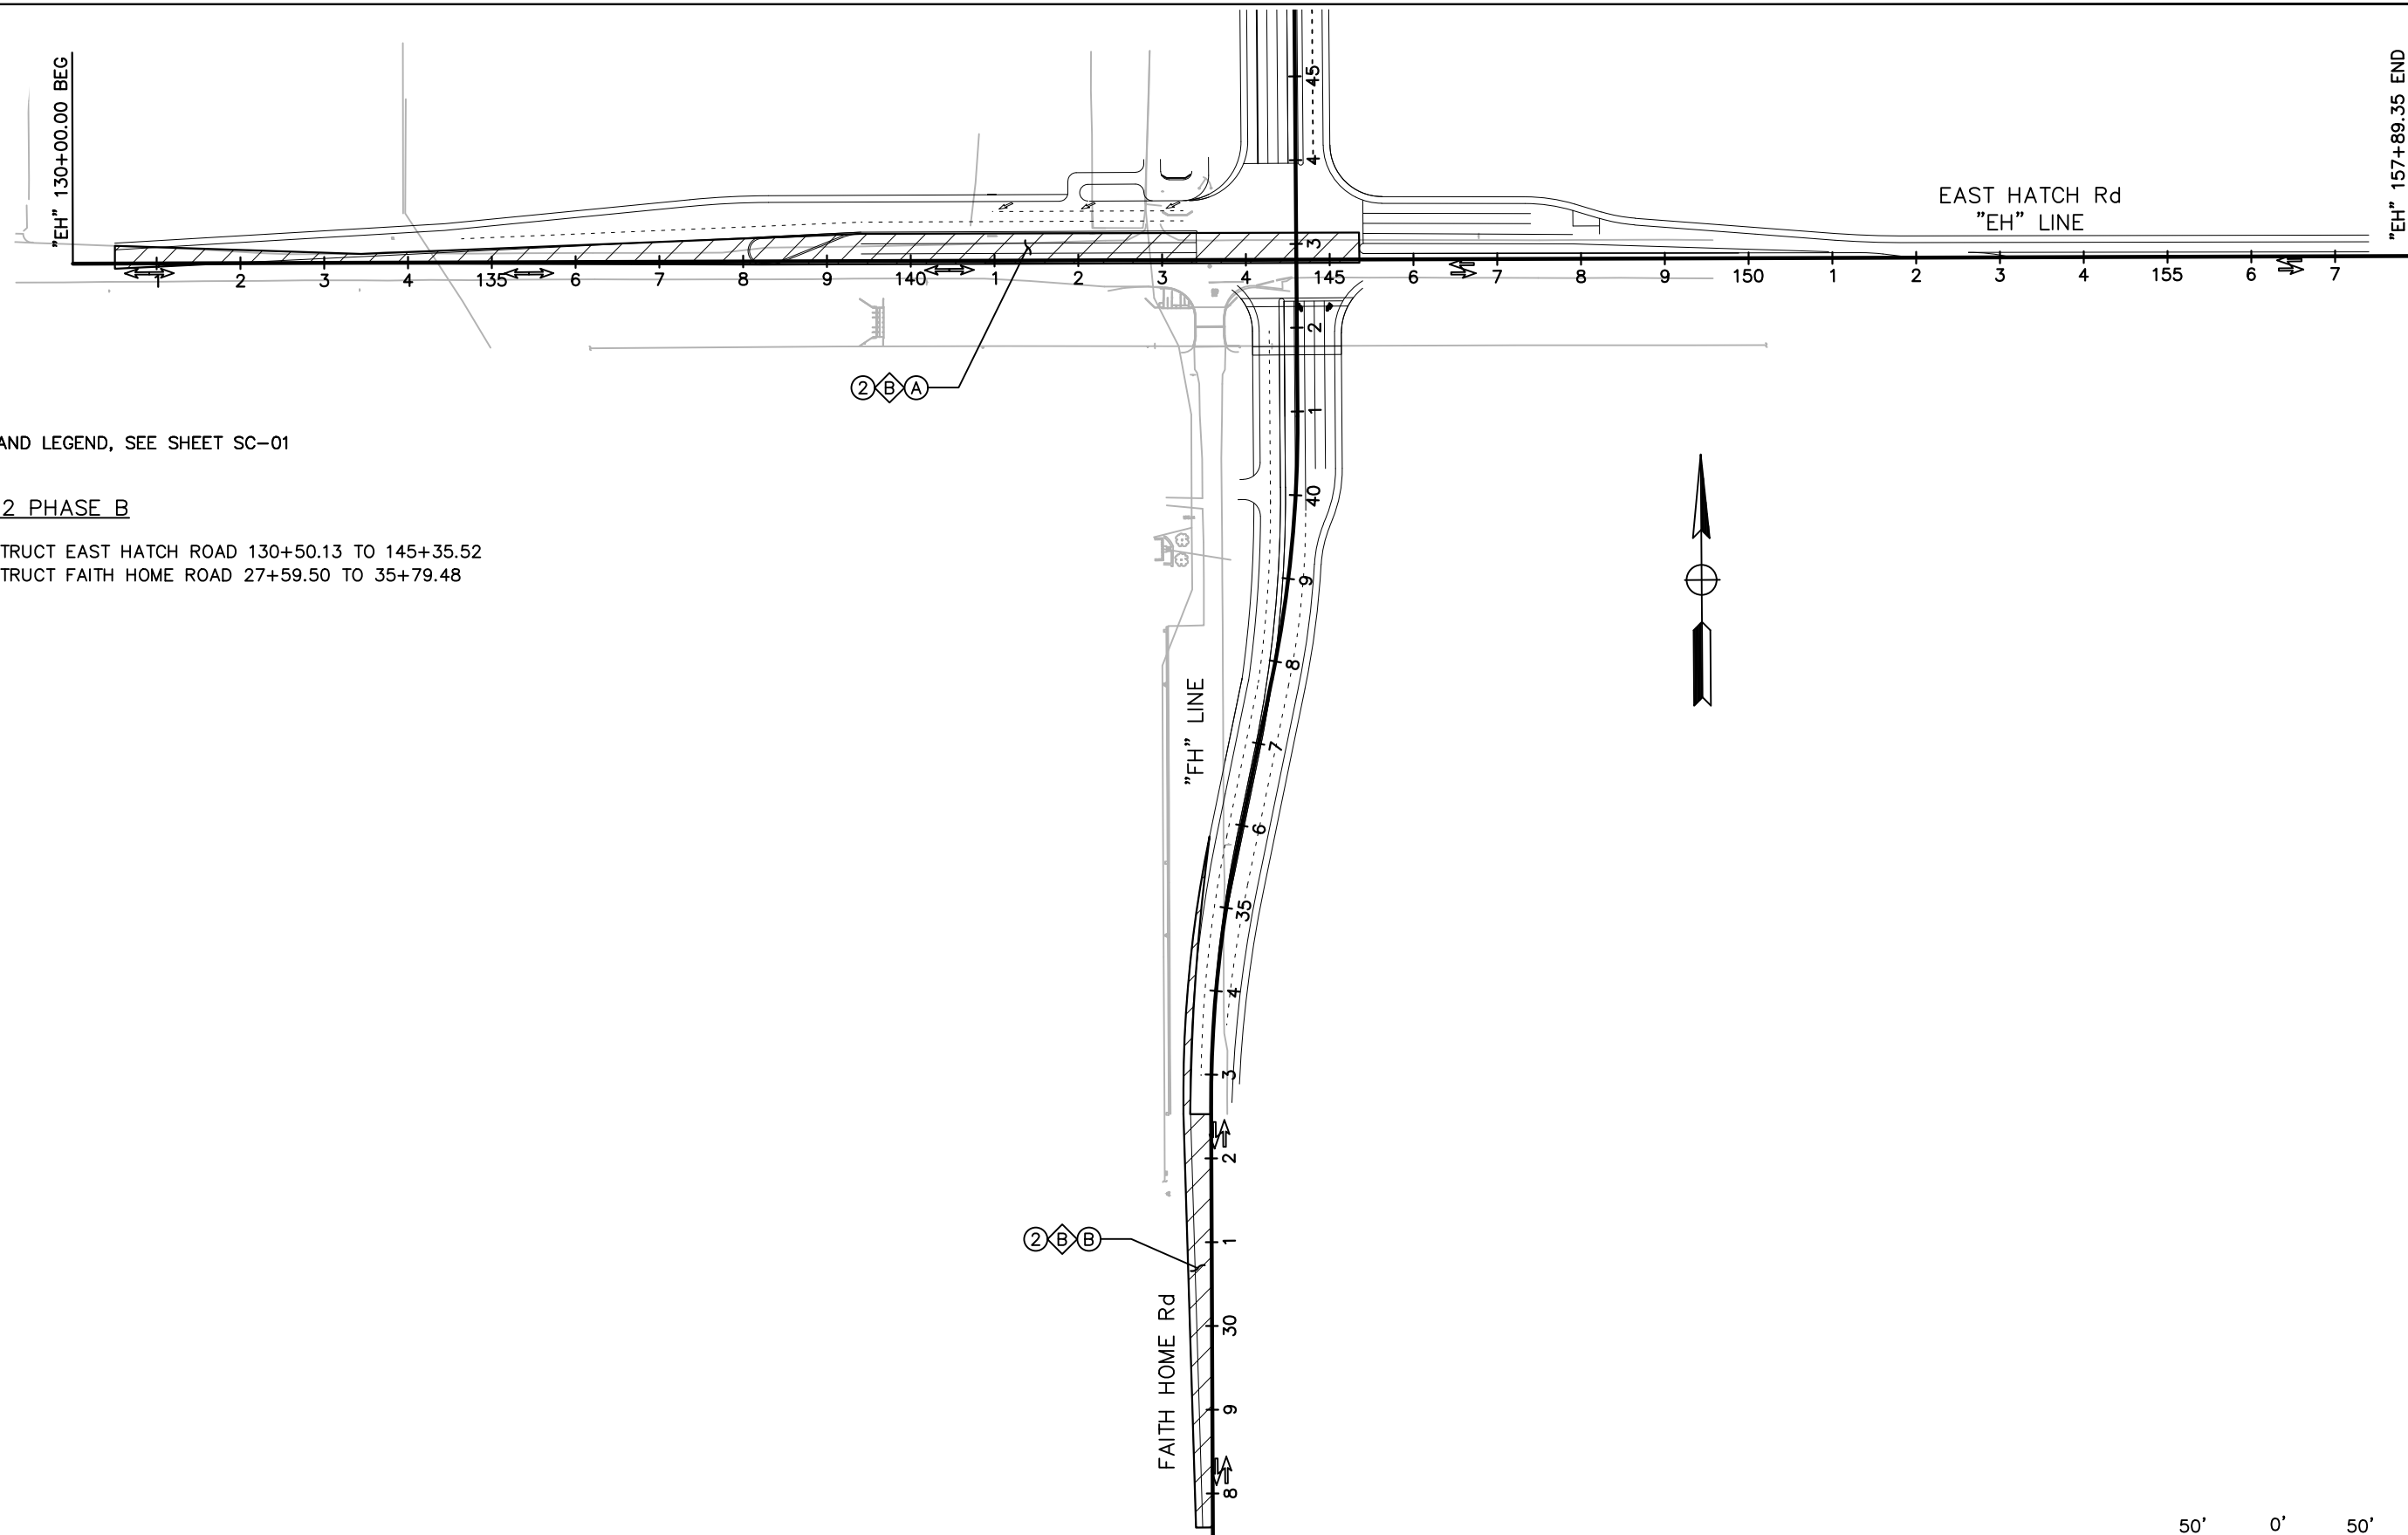 "EH" 130+00.00 BEG
"EH" 157+89.35 END
45
4
3
2
1
40
9
8
7
6
35
4
3
2
1
30
9
8
EAST HATCH Rd
"EH" LINE
1 2 3 4 135 6 7 8 9 140 1 2 3 4 145 6 7 8 9 150 1 2 3 4 155 6 7
2 B A
AND LEGEND, SEE SHEET SC-01
2 PHASE B
TRUCT EAST HATCH ROAD 130+50.13 TO 145+35.52
TRUCT FAITH HOME ROAD 27+59.50 TO 35+79.48
"FH" LINE
2 B B
FAITH HOME Rd
50' 0' 50'